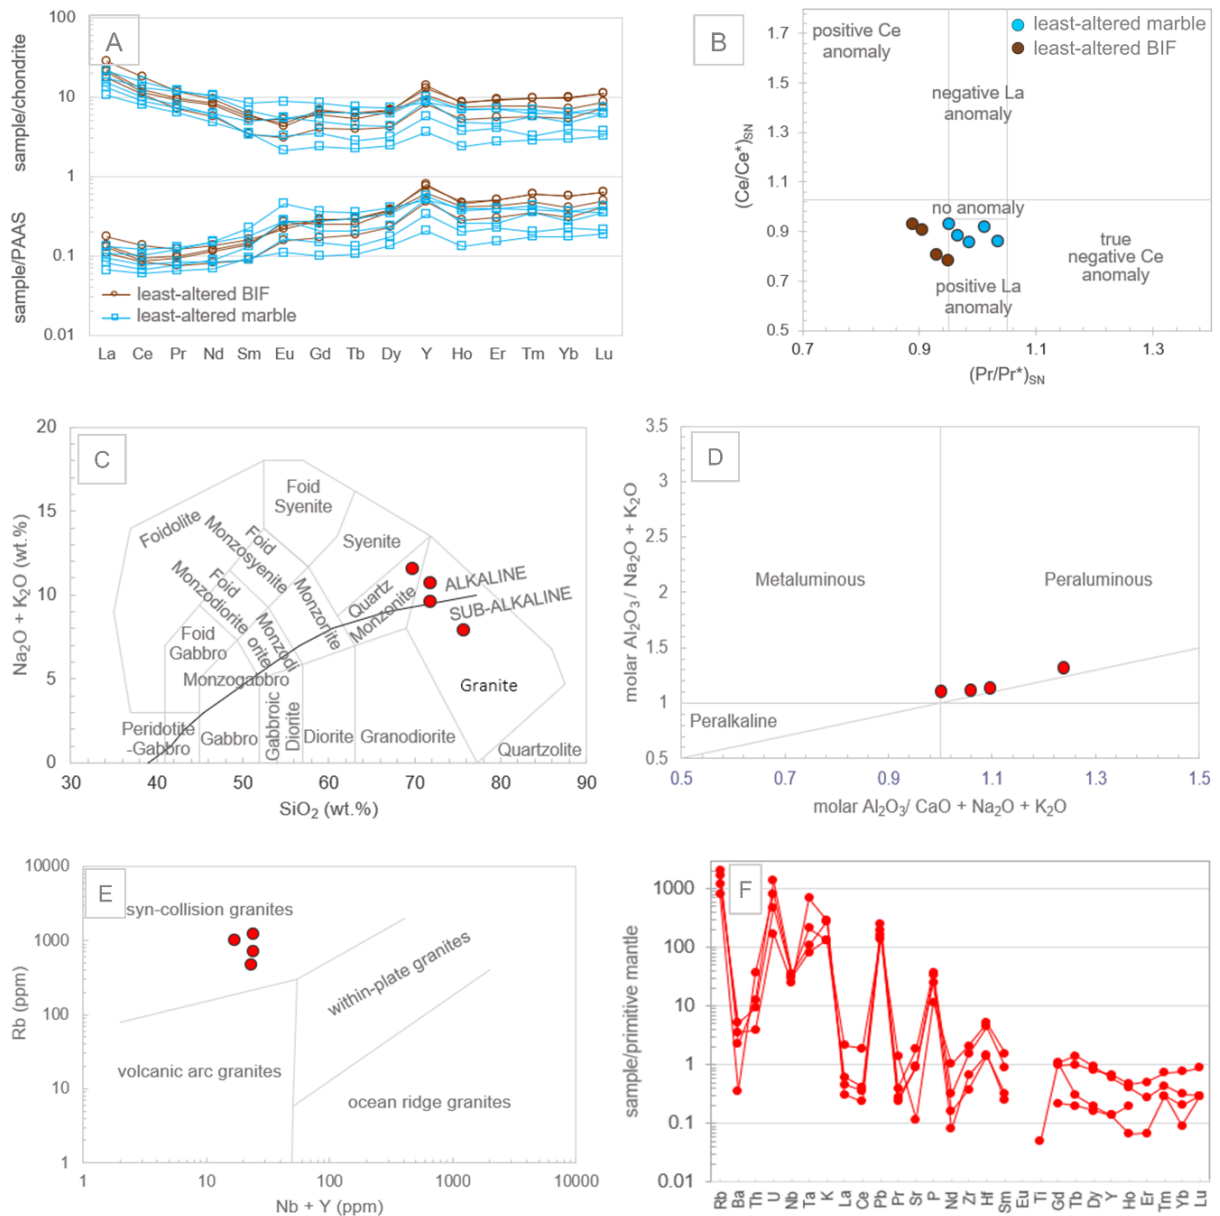 A
100
10
1
0.1
0.01
sample/chondrite
sample/PAAS
least-altered BIF
least-altered marble
La Ce Pr Nd Sm Eu Gd Tb Dy Y Ho Er Tm Yb Lu
B
least-altered marble
least-altered BIF
positive Ce
anomaly
negative La
anomaly
no anomaly
true
negative Ce
anomaly
positive La
anomaly
1.7
1.5
1.3
1.1
0.9
0.7
0.5
(Ce/Ce*)SN
0.7 0.9 1.1 1.3
(Pr/Pr*)SN
C
20
15
10
5
0
Na2O + K2O (wt.%)
Foid
Syenite
Foidolite
Foid
Monzosyenite
Syenite
Foid
Monzodiorite
Monzonite
Quartz
Monzonite
ALKALINE
SUB-ALKALINE
Foid
Gabbro
Monzodi
orite
Monzogabbro
Granite
Peridotite
-Gabbro
Gabbro
Gabbroic
Diorite
Diorite
Granodiorite
Quartzolite
30 40 50 60 70 80 90
SiO2 (wt.%)
D
3.5
3
2.5
2
1.5
1
0.5
molar Al2O3/ Na2O + K2O
Metaluminous
Peraluminous
Peralkaline
0.5 0.7 0.9 1.1 1.3 1.5
molar Al2O3/ CaO + Na2O + K2O
E
10000
1000
100
10
1
Rb (ppm)
syn-collision granites
within-plate granites
volcanic arc granites
ocean ridge granites
1 10 100 1000 10000
Nb + Y (ppm)
F
1000
100
10
1
0.1
0.01
sample/primitive mantle
Rb Ba Th U Nb Ta K La Ce Pb Pr Sr P Nd Zr Hf Sm Eu Ti Gd Tb Dy Y Ho Er Tm Yb Lu